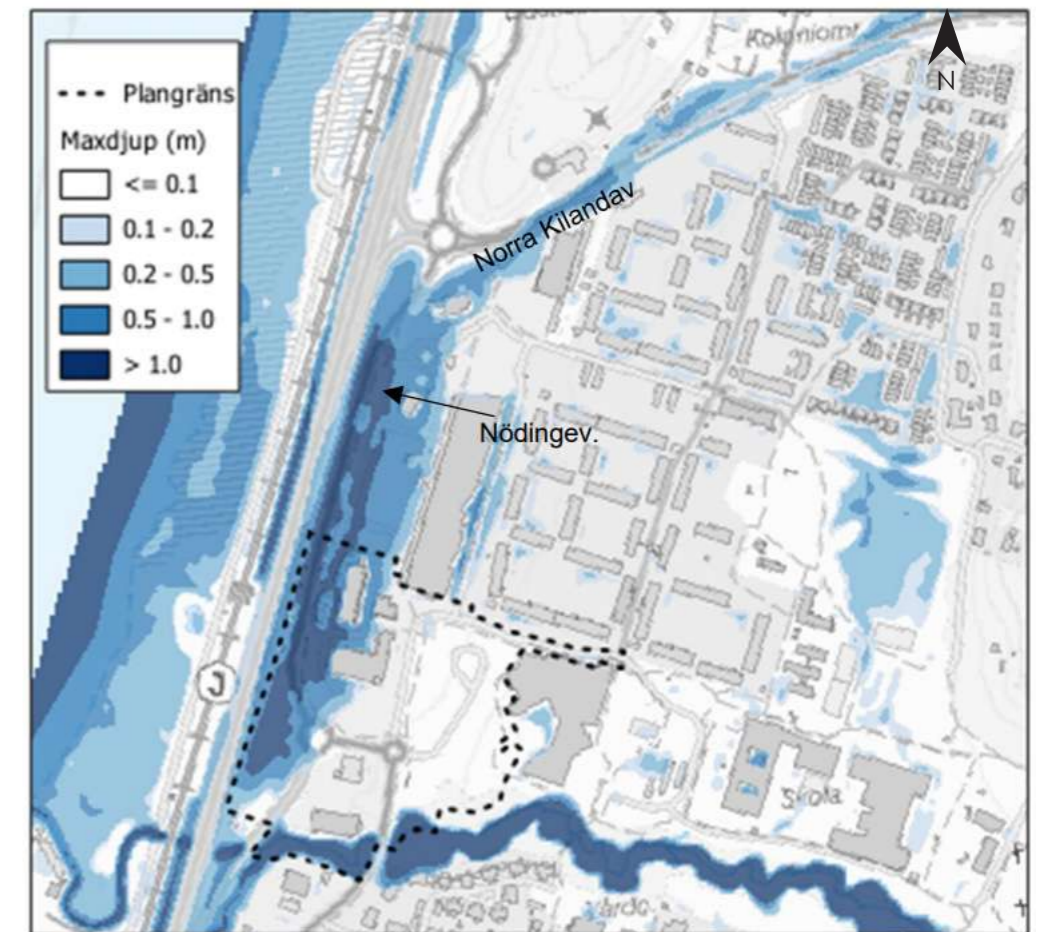 Plangräns
Maxdjup (m)
<= 0.1
0.1 - 0.2
0.2 - 0.5
0.5 - 1.0
> 1.0
N
Norra Kilandav
Nödingev.
J
Skola